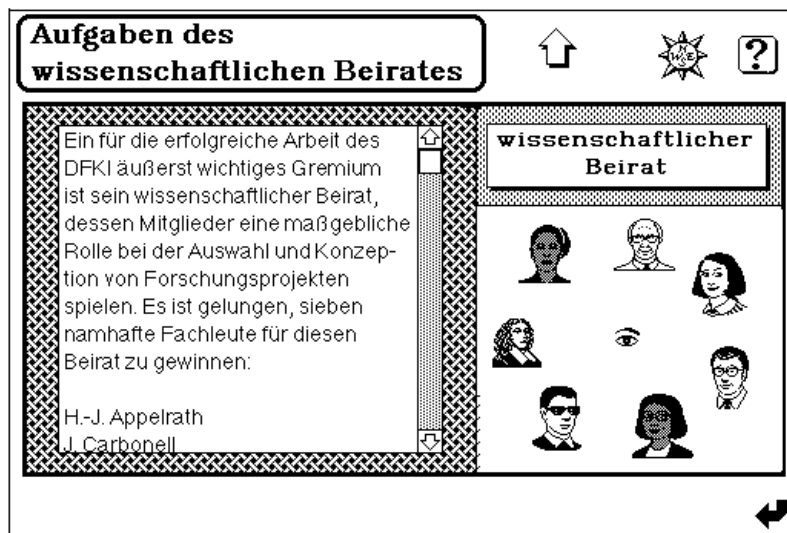 Aufgaben des
wissenschaftlichen Beirates
N
W E
S
?
Ein für die erfolgreiche Arbeit des
DFKI äußerst wichtiges Gremium
ist sein wissenschaftlicher Beirat,
dessen Mitglieder eine maßgebliche
Rolle bei der Auswahl und Konzep-
tion von Forschungsprojekten
spielen. Es ist gelungen, sieben
namhafte Fachleute für diesen
Beirat zu gewinnen:
H.-J. Appelrath
J. Carbonell
wissenschaftlicher
Beirat